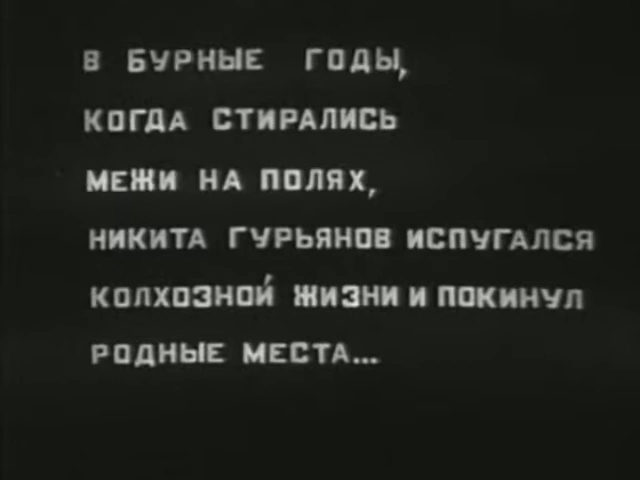 В БУРНЫЕ ГОДЫ,
КОГДА СТИРАЛИСЬ
МЕЖИ НА ПОЛЯХ,
НИКИТА ГУРЬЯНОВ ИСПУГАЛСЯ
КОЛХОЗНОЙ ЖИЗНИ И ПОКИНУЛ
РОДНЫЕ МЕСТА...